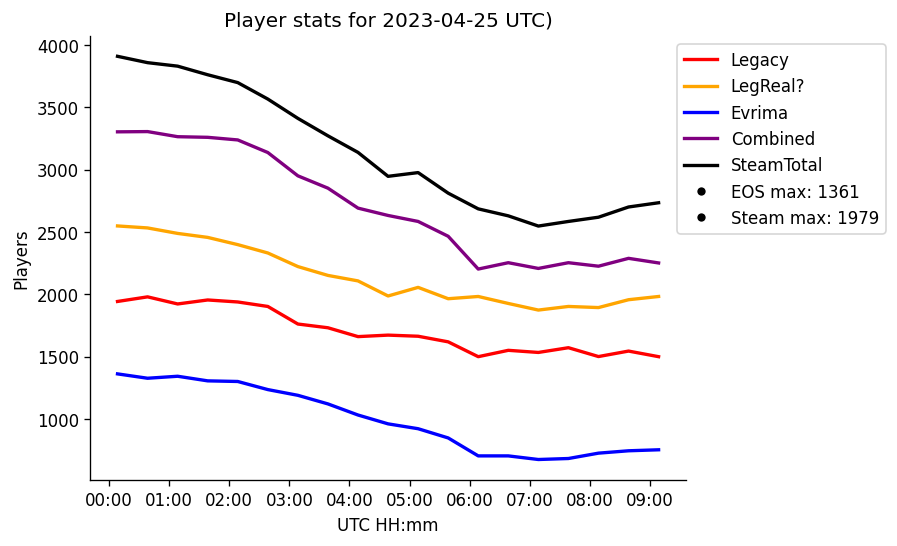 Player stats for 2023-04-25 UTC)
4000
3500
3000
2500
2000
1500
1000
Players
00:00 01:00 02:00 03:00 04:00 05:00 06:00 07:00 08:00 09:00
UTC HH:mm
Legacy
LegReal?
Evrima
Combined
SteamTotal
EOS max: 1361
Steam max: 1979